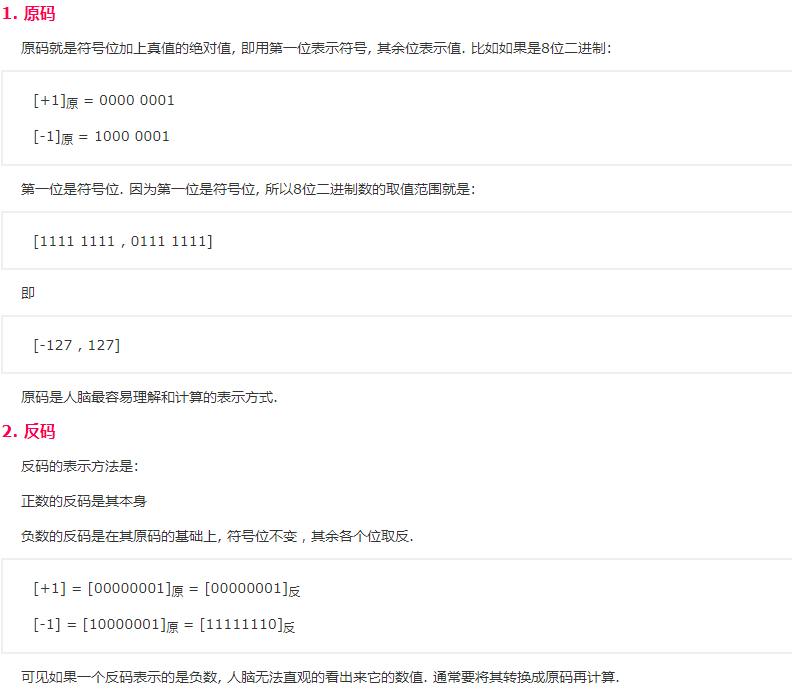 1. 原码
原码就是符号位加上真值的绝对值, 即用第一位表示符号, 其余位表示值. 比如如果是8位二进制:
[+1]原 = 0000 0001
[-1]原 = 1000 0001
第一位是符号位. 因为第一位是符号位, 所以8位二进制数的取值范围就是:
[1111 1111 , 0111 1111]
即
[-127 , 127]
原码是人脑最容易理解和计算的表示方式.
2. 反码
反码的表示方法是:
正数的反码是其本身
负数的反码是在其原码的基础上, 符号位不变，其余各个位取反.
[+1] = [00000001]原 = [00000001]反
[-1] = [10000001]原 = [11111110]反
可见如果一个反码表示的是负数, 人脑无法直观的看出来它的数值. 通常要将其转换成原码再计算.